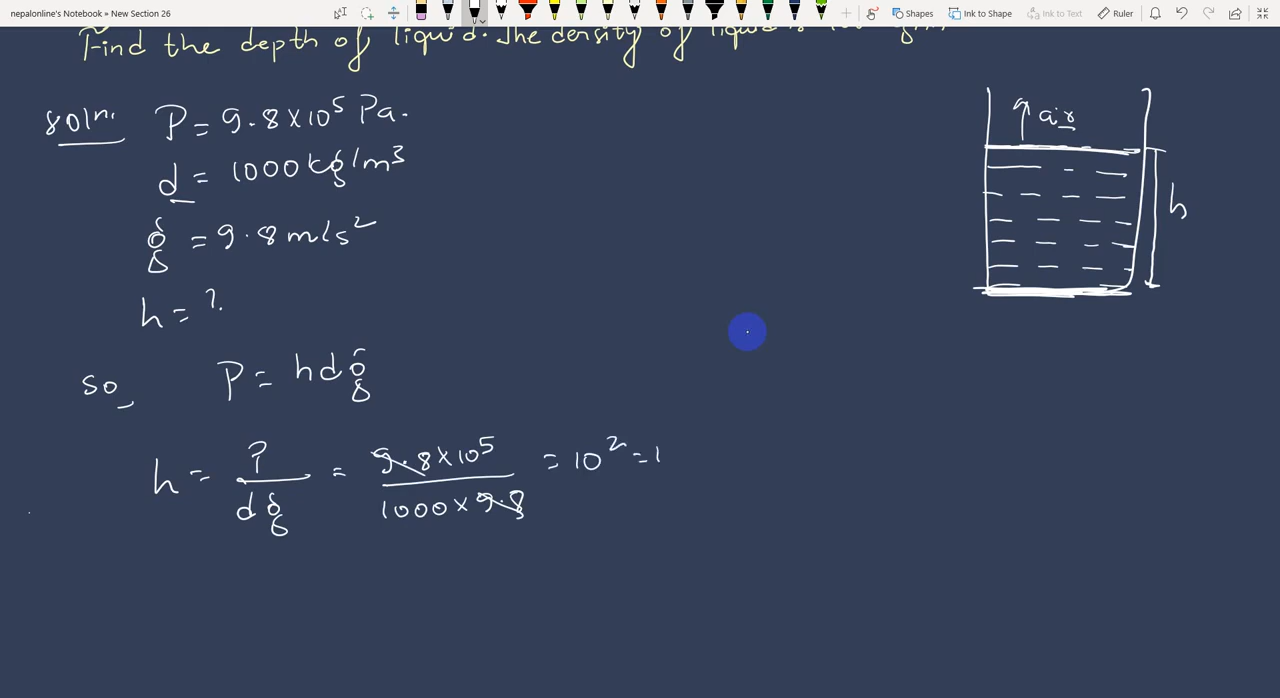 nepalonline's Notebook » New Section 26
Shapes Ink to Shape Ink to Text Ruler
Find the depth of liquid. The density of liquid
soln. P = 9.8×10⁵ Pa.
air
d = 1000 kg/m³
g = 9.8 m/s²
h
h = ?
so, P = hdg
h = P/dg = 9.8×10⁵/1000×9.8 = 10² = 1